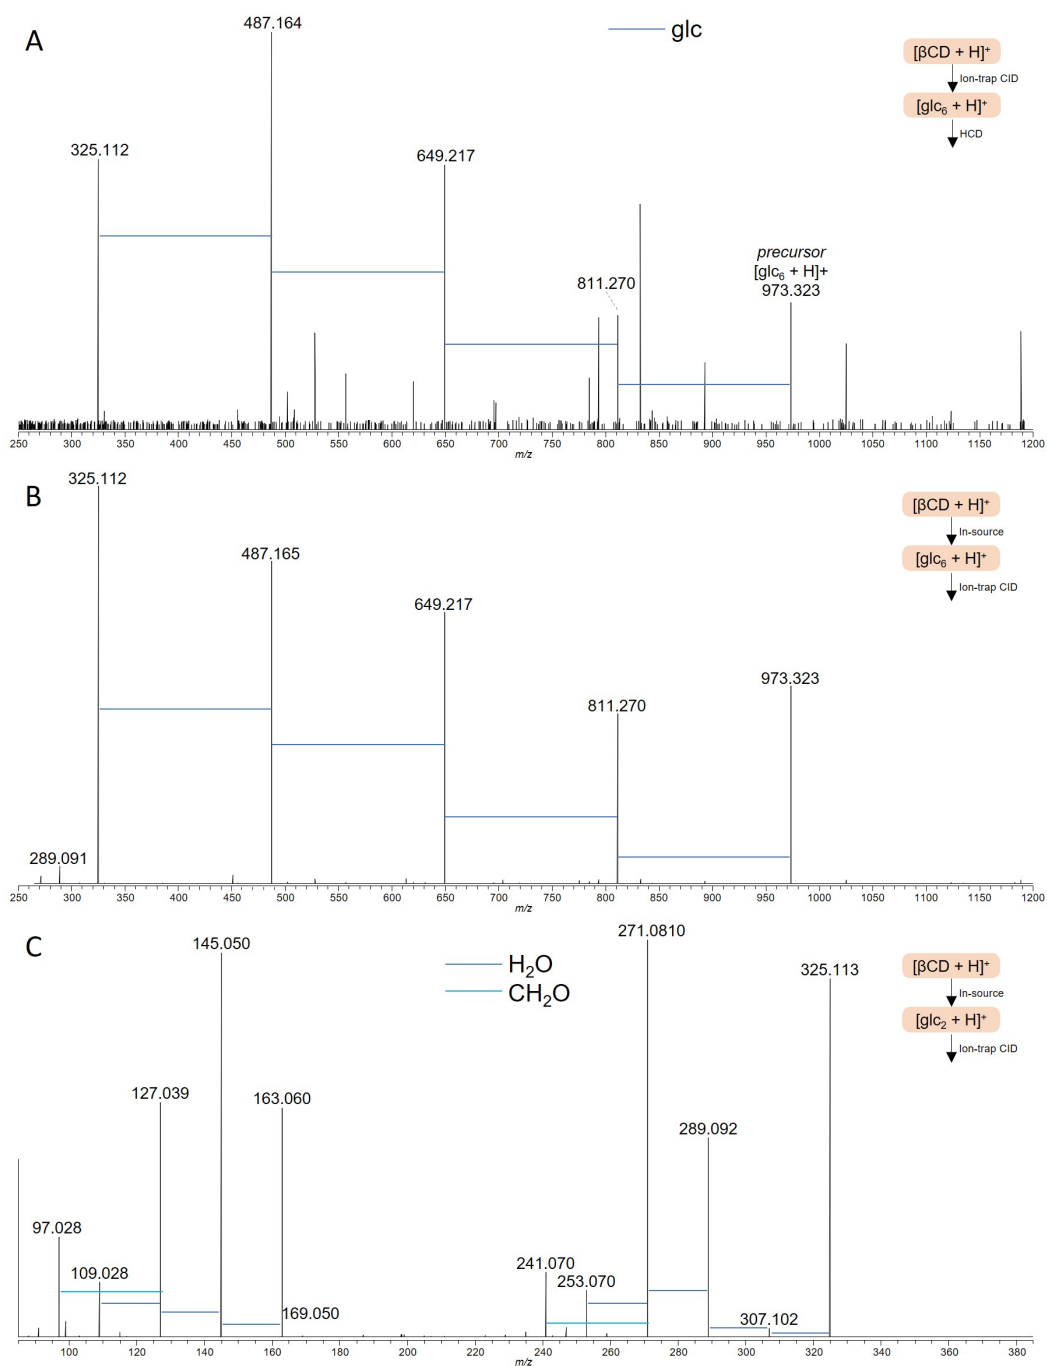 A
487.164
glc
[βCD + H]⁺
Ion-trap CID
[glc₆ + H]⁺
HCD
325.112
649.217
precursor
[glc₆ + H]+
973.323
811.270
250 300 350 400 450 500 550 600 650 700 750 800 850 900 950 1000 1050 1100 1150 1200
m/z
B
325.112
[βCD + H]⁺
In-source
[glc₆ + H]⁺
Ion-trap CID
487.165
649.217
973.323
811.270
289.091
250 300 350 400 450 500 550 600 650 700 750 800 850 900 950 1000 1050 1100 1150 1200
m/z
C
145.050
271.0810
H₂O
CH₂O
325.113
[βCD + H]⁺
In-source
[glc₂ + H]⁺
Ion-trap CID
127.039
163.060
289.092
97.028
109.028
169.050
241.070
253.070
307.102
100 120 140 160 180 200 220 240 260 280 300 320 340 360 380
m/z